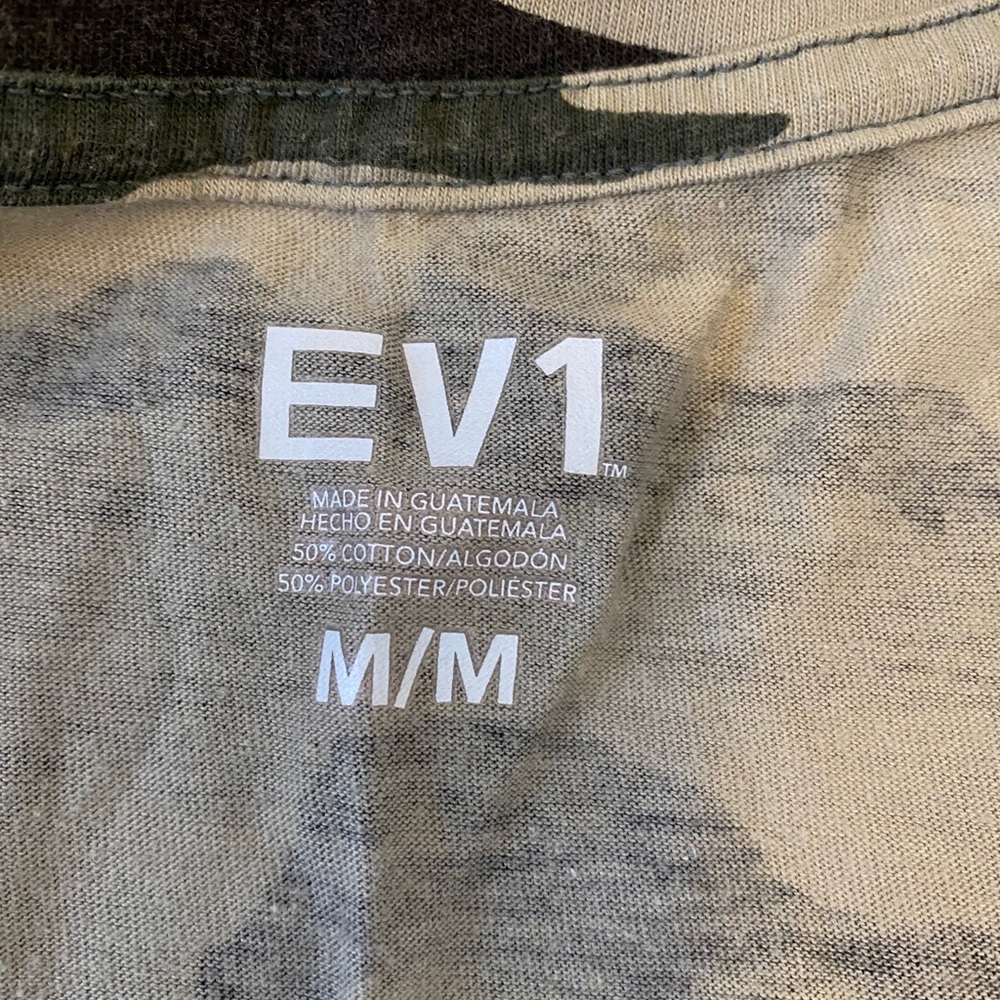 EV1™
MADE IN GUATEMALA
HECHO EN GUATEMALA
50% COTTON/ALGODÓN
50% POLYESTER/POLIÉSTER
M/M